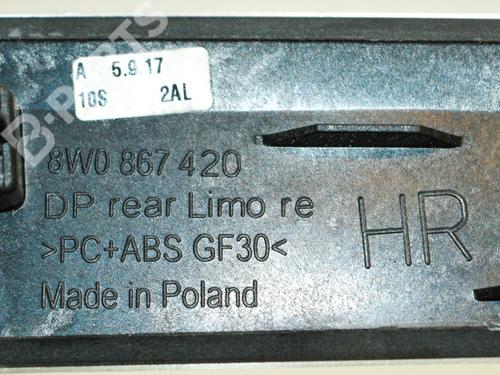 A 5.9.17
10S 2AL
8W0 867 420
DP rear Limo re
>PC+ABS GF30<
Made in Poland
HR
B-PARTS